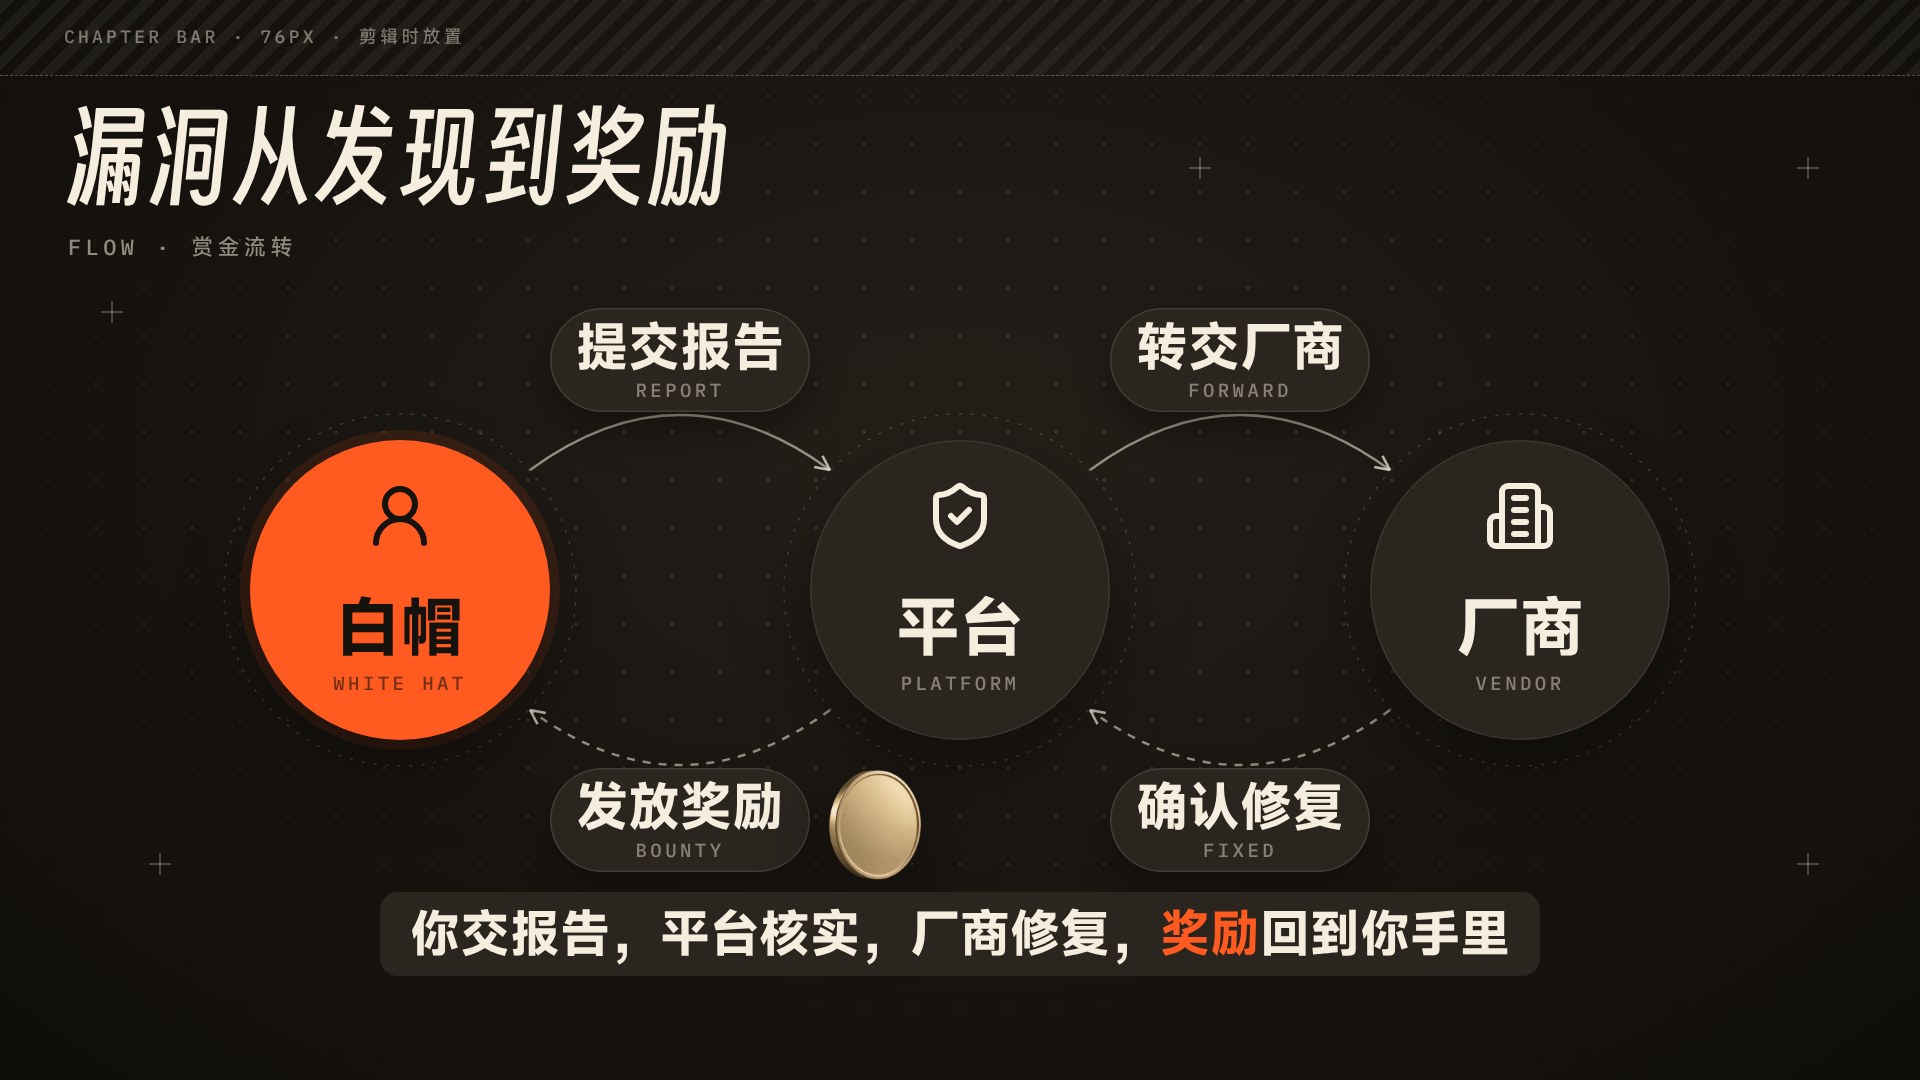 CHAPTER BAR · 76PX · 剪辑时放置
漏洞从发现到奖励
FLOW · 赏金流转
提交报告
REPORT
转交厂商
FORWARD
白帽
WHITE HAT
平台
PLATFORM
厂商
VENDOR
发放奖励
BOUNTY
确认修复
FIXED
你交报告，平台核实，厂商修复，奖励回到你手里